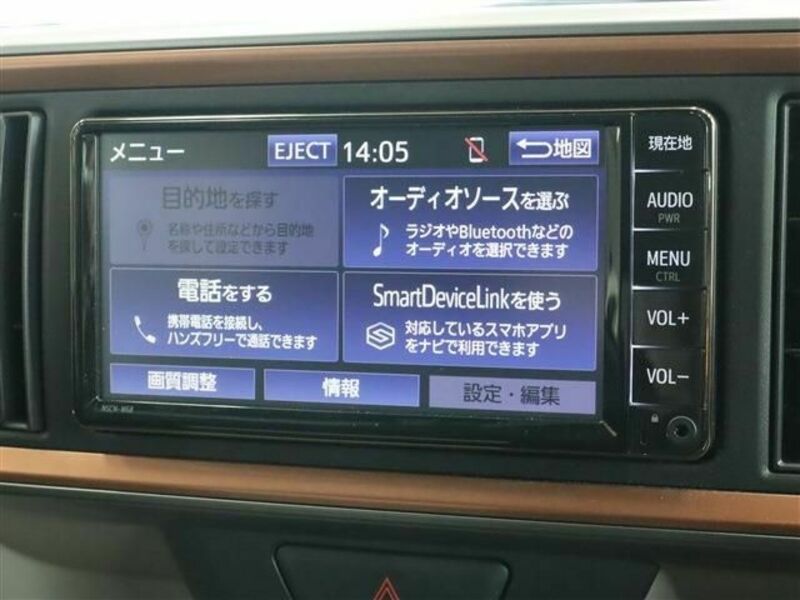 メニュー EJECT 14:05 地図
目的地を探す
名称や住所などから目的地
を探して設定できます
オーディオソースを選ぶ
ラジオやBluetoothなどの
オーディオを選択できます
電話をする
携帯電話を接続し、
ハンズフリーで通話できます
SmartDeviceLinkを使う
対応しているスマホアプリ
をナビで利用できます
画質調整 情報 設定・編集
NSCN-W68
現在地
AUDIO
PWR
MENU
CTRL
VOL+
VOL-